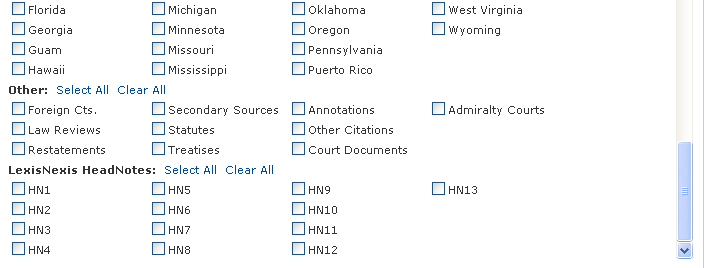 Florida Michigan Oklahoma West Virginia
Georgia Minnesota Oregon Wyoming
Guam Missouri Pennsylvania
Hawaii Mississippi Puerto Rico
Other: Select All Clear All
Foreign Cts. Secondary Sources Annotations Admiralty Courts
Law Reviews Statutes Other Citations
Restatements Treatises Court Documents
LexisNexis HeadNotes: Select All Clear All
HN1 HN5 HN9 HN13
HN2 HN6 HN10
HN3 HN7 HN11
HN4 HN8 HN12